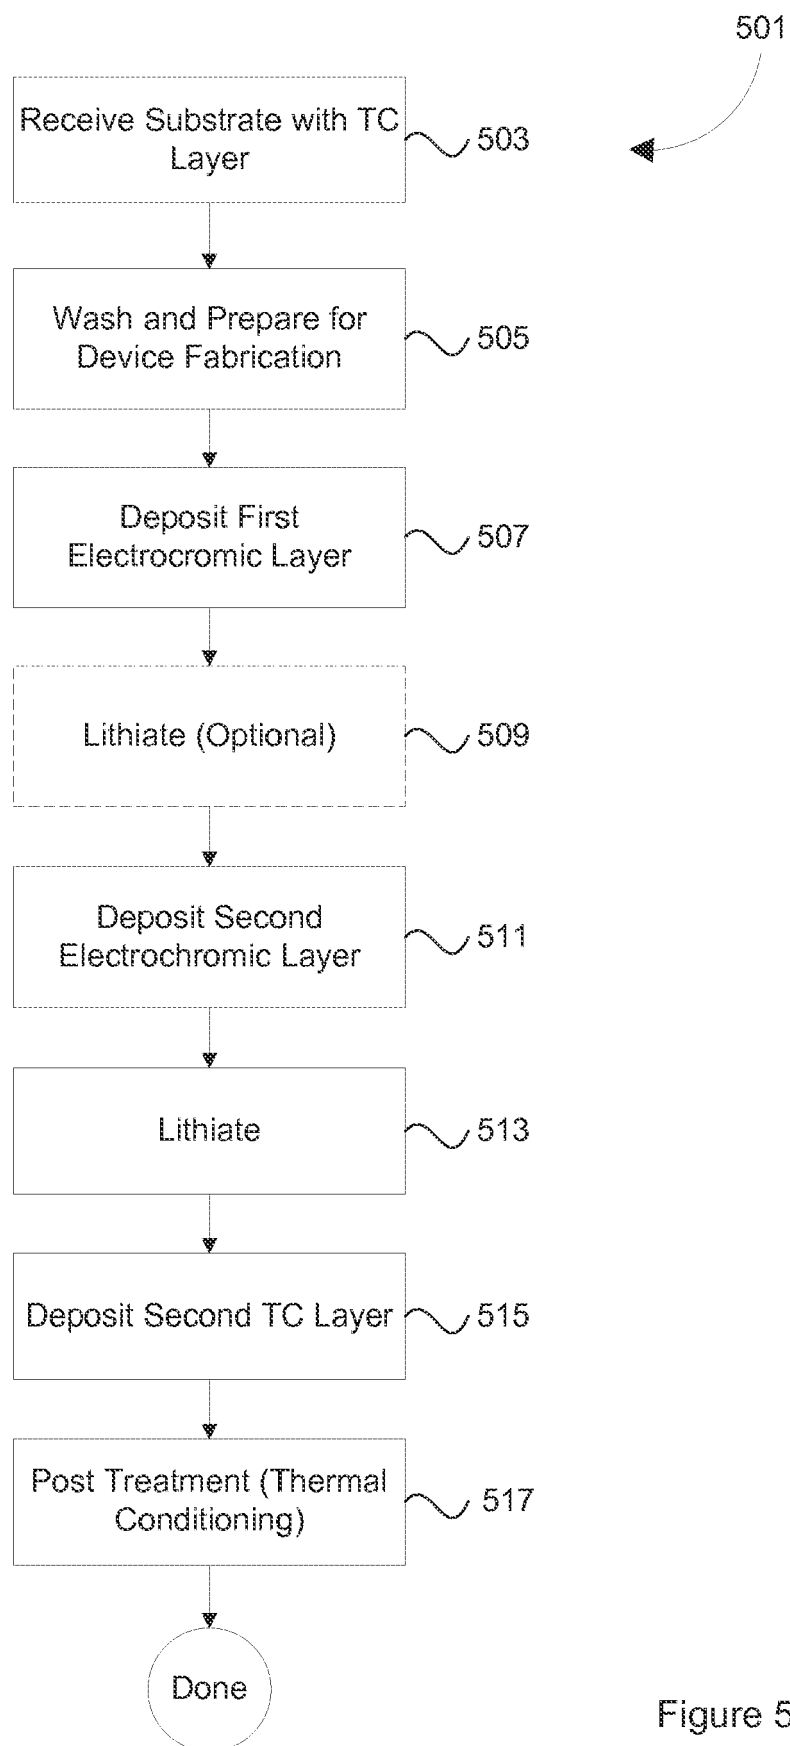 501
Receive Substrate with TC
Layer
503
Wash and Prepare for
Device Fabrication
505
Deposit First
Electrocromic Layer
507
Lithiate (Optional)
509
Deposit Second
Electrochromic Layer
511
Lithiate
513
Deposit Second TC Layer
515
Post Treatment (Thermal
Conditioning)
517
Done
Figure 5